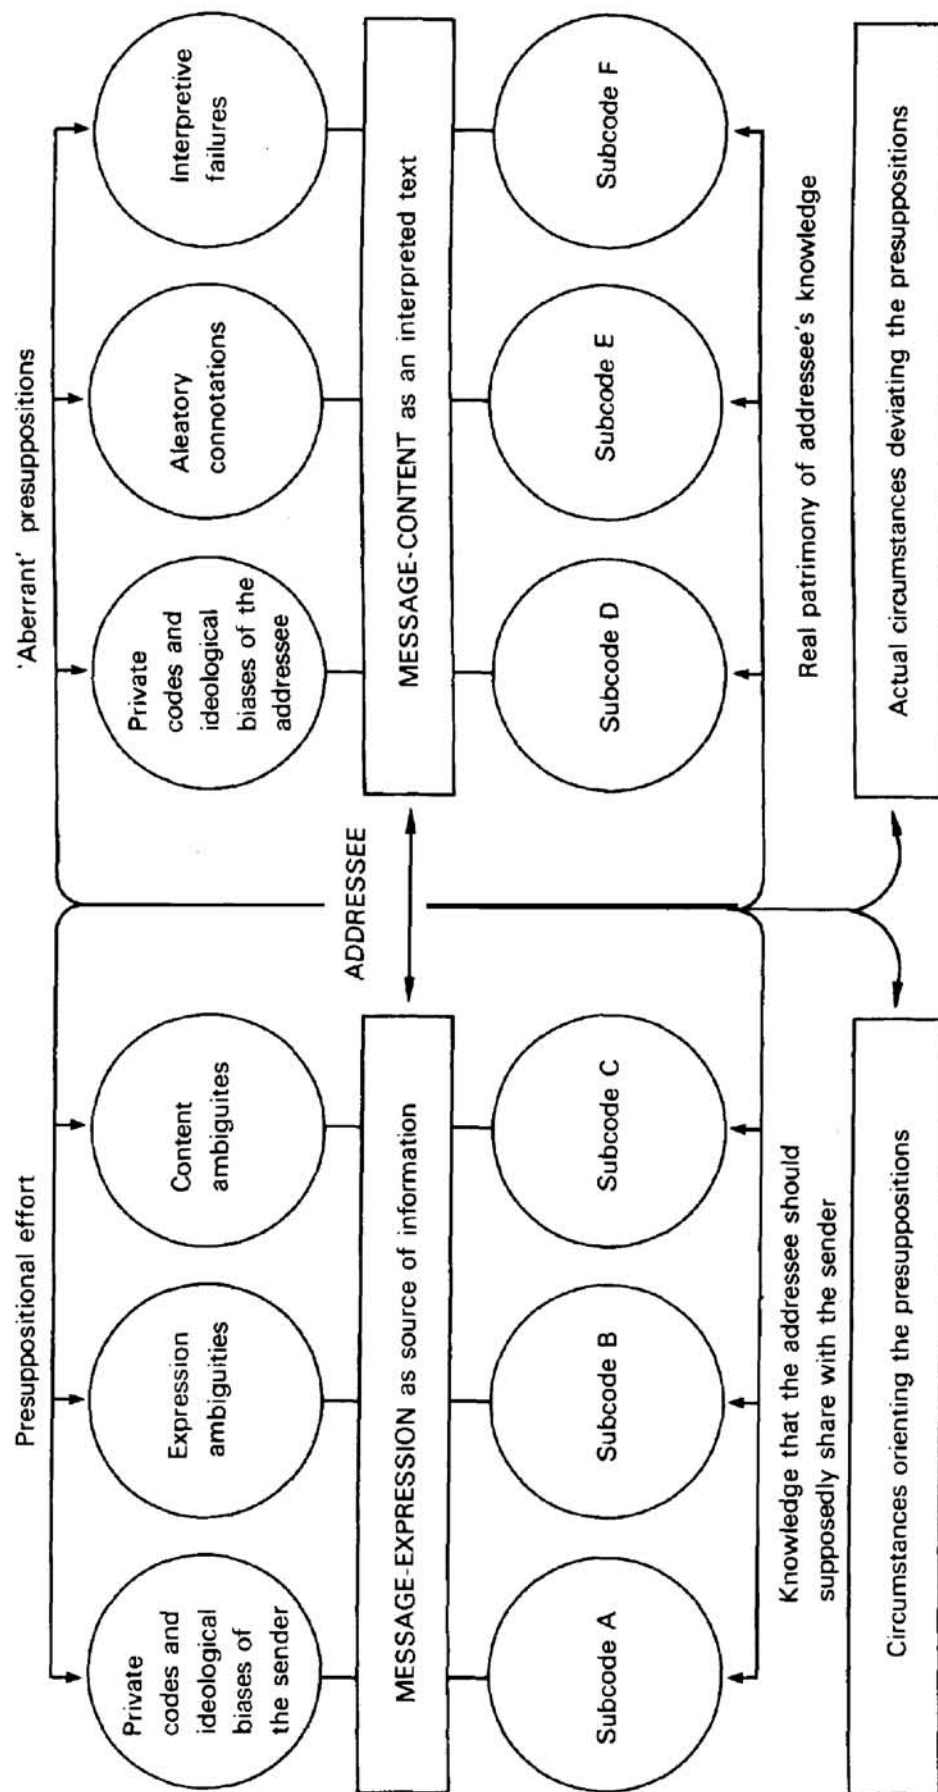 Presuppositional effort
'Aberrant' presuppositions
Private
codes and
ideological
biases of
the sender
Expression
ambiguities
Content
ambiguites
Private
codes and
ideological
biases of the
addressee
Aleatory
connotations
Interpretive
failures
ADDRESSEE
MESSAGE-EXPRESSION as source of information
MESSAGE-CONTENT as an interpreted text
Subcode A
Subcode B
Subcode C
Subcode D
Subcode E
Subcode F
Knowledge that the addressee should
supposedly share with the sender
Real patrimony of addressee's knowledge
Circumstances orienting the presuppositions
Actual circumstances deviating the presuppositions